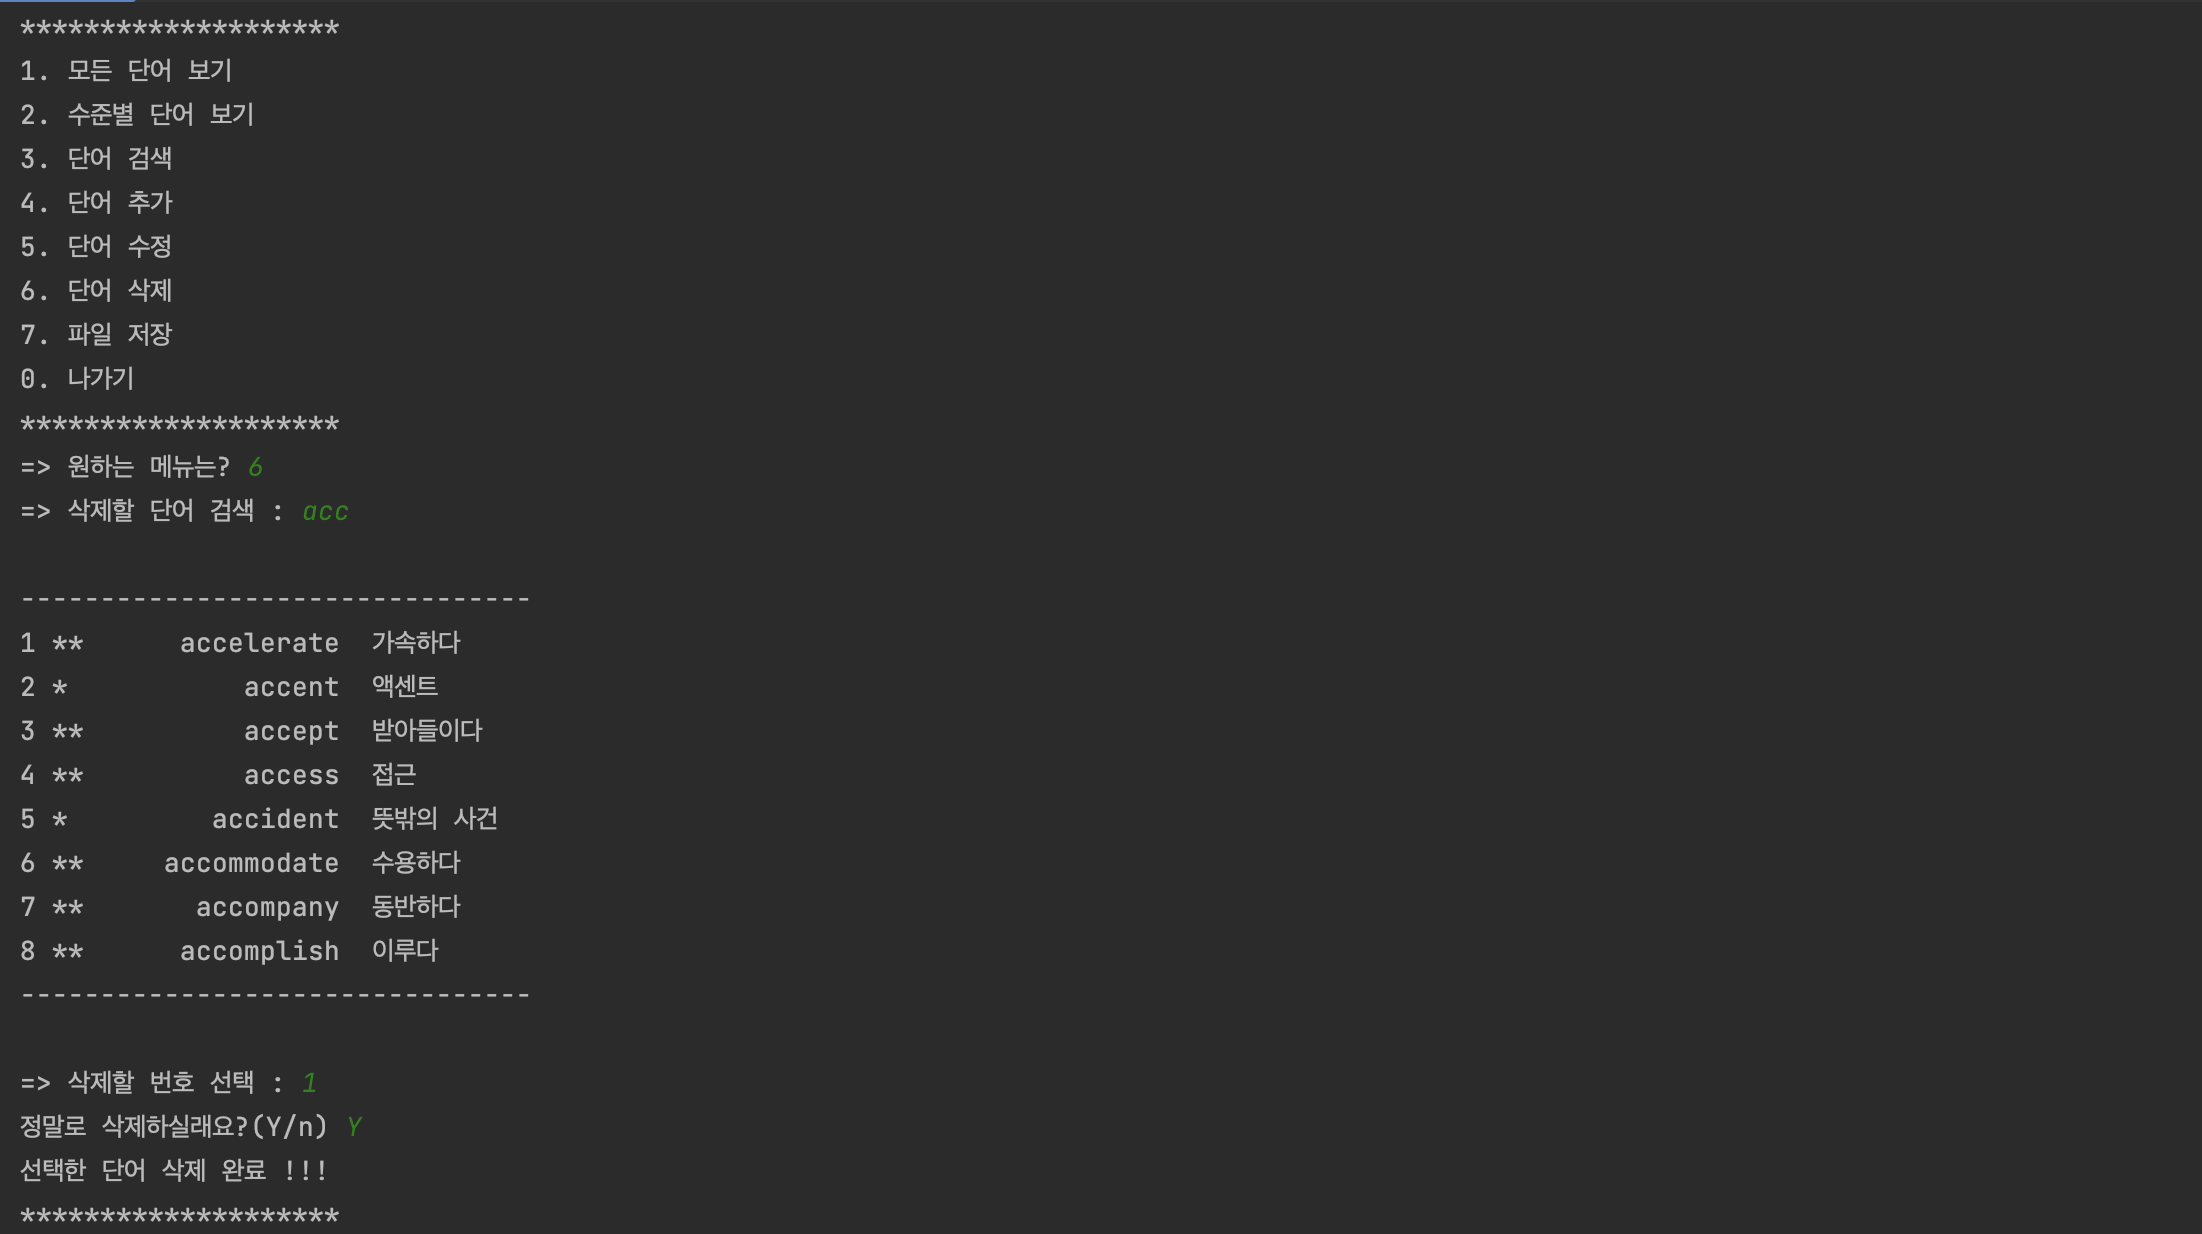 ********************
1. 모든 단어 보기
2. 수준별 단어 보기
3. 단어 검색
4. 단어 추가
5. 단어 수정
6. 단어 삭제
7. 파일 저장
0. 나가기
********************
=> 원하는 메뉴는? 6
=> 삭제할 단어 검색 : acc
--------------------------------
1 **      accelerate  가속하다
2 *           accent  액센트
3 **          accept  받아들이다
4 **          access  접근
5 *         accident  뜻밖의 사건
6 **     accommodate  수용하다
7 **       accompany  동반하다
8 **      accomplish  이루다
--------------------------------
=> 삭제할 번호 선택 : 1
정말로 삭제하실래요?(Y/n) Y
선택한 단어 삭제 완료 !!!
********************